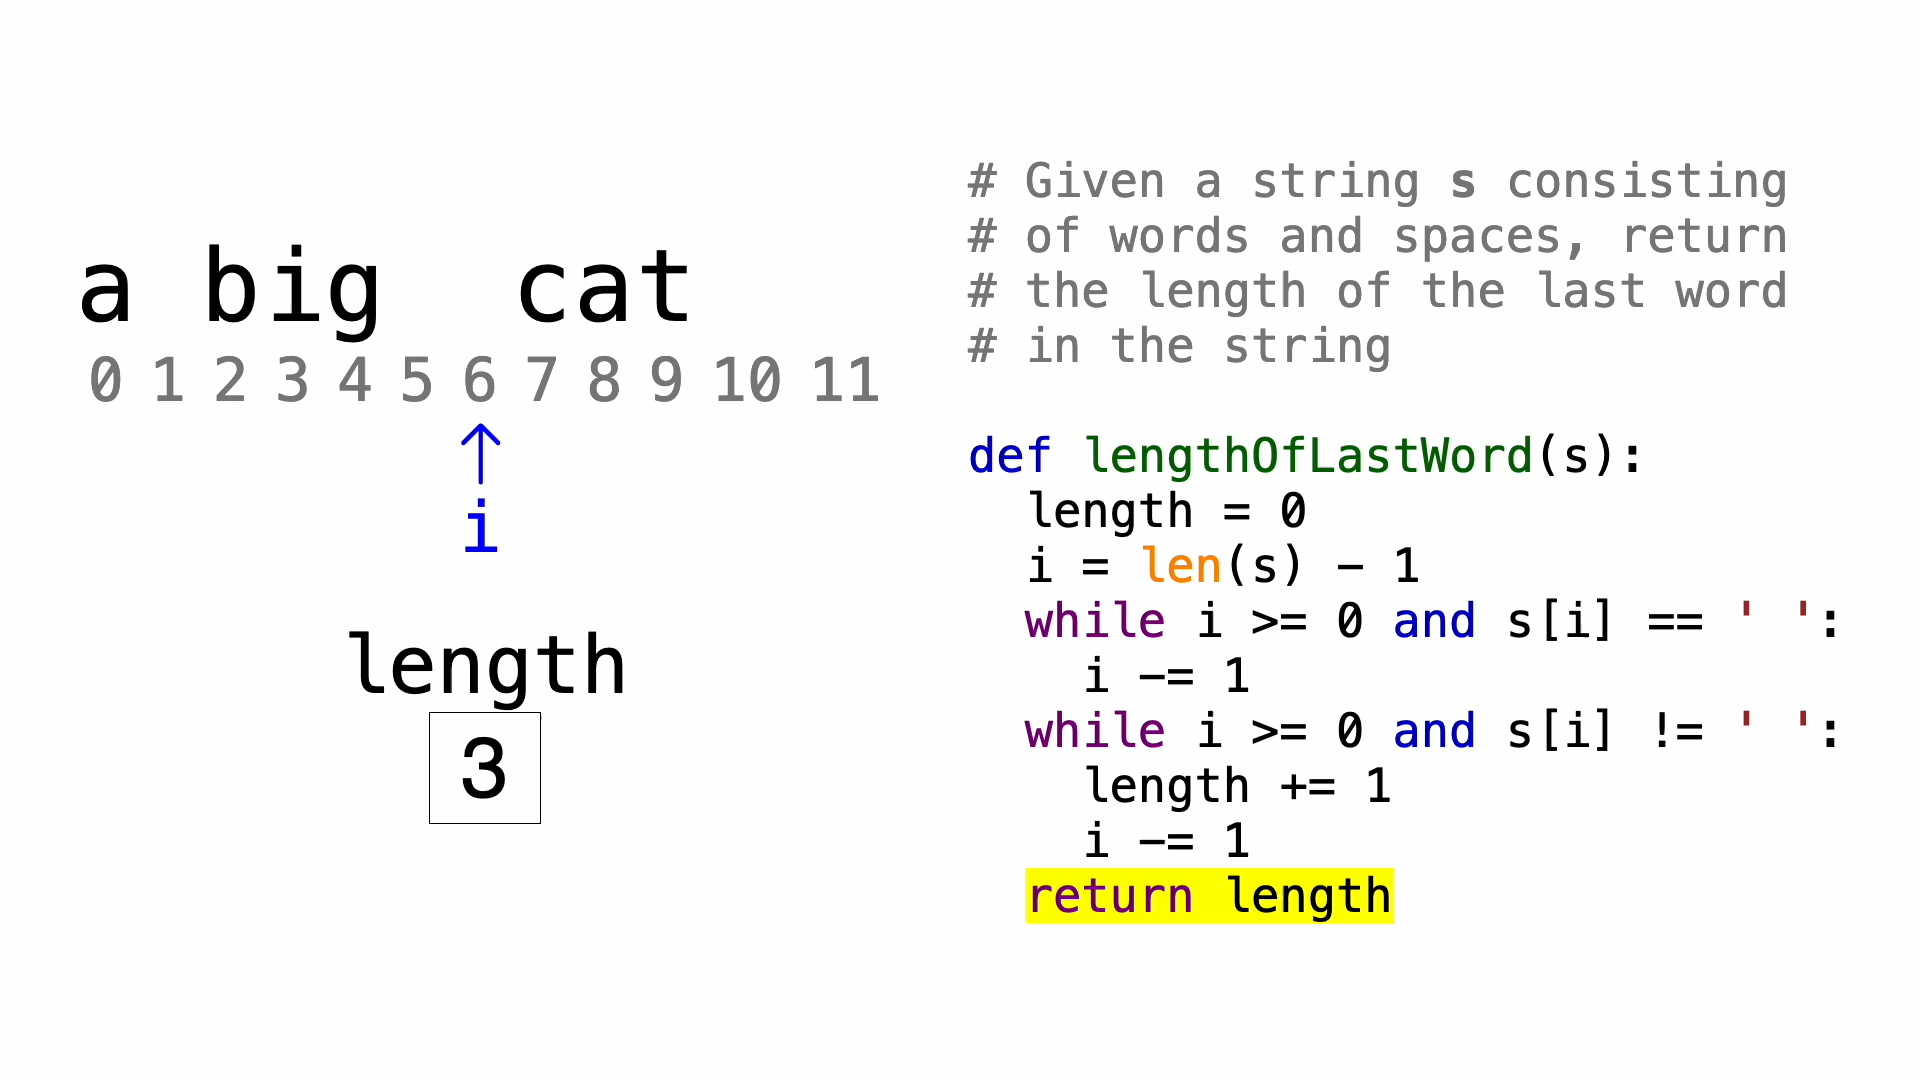 a big  cat
0 1 2 3 4 5 6 7 8 9 10 11
↑
i
length
3
# Given a string s consisting
# of words and spaces, return
# the length of the last word
# in the string
def lengthOfLastWord(s):
  length = 0
  i = len(s) - 1
  while i >= 0 and s[i] == ' ':
    i -= 1
  while i >= 0 and s[i] != ' ':
    length += 1
    i -= 1
  return length